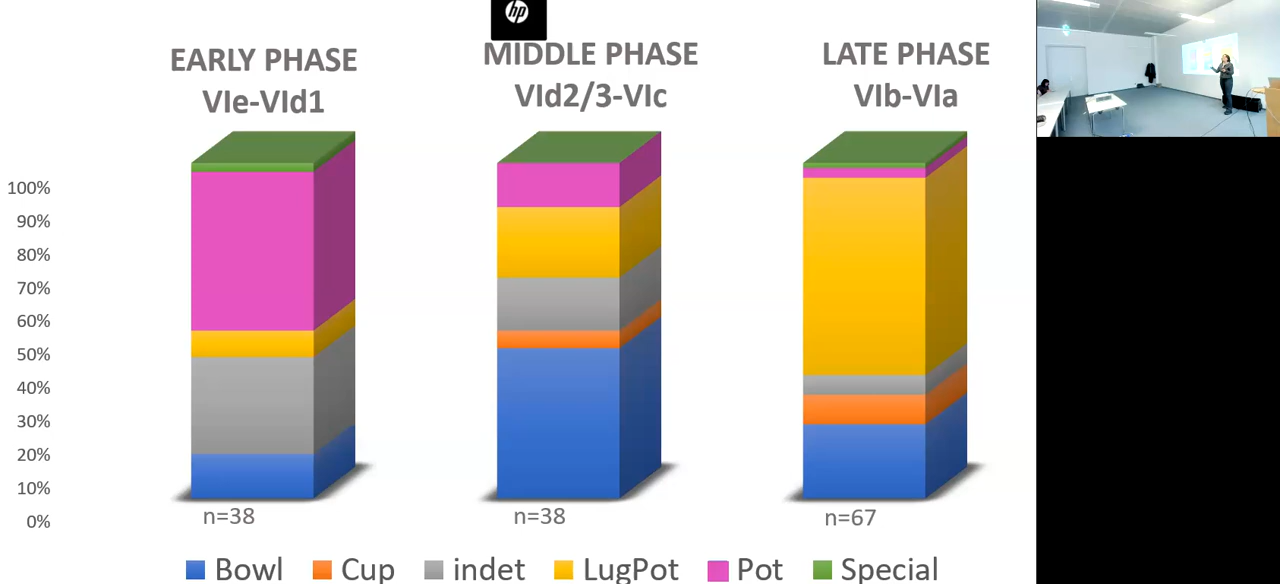 hp
EARLY PHASE
VIe-VId1
MIDDLE PHASE
VId2/3-VIc
LATE PHASE
VIb-VIa
100%
90%
80%
70%
60%
50%
40%
30%
20%
10%
0%
n=38
n=38
n=67
Bowl
Cup
indet
LugPot
Pot
Special